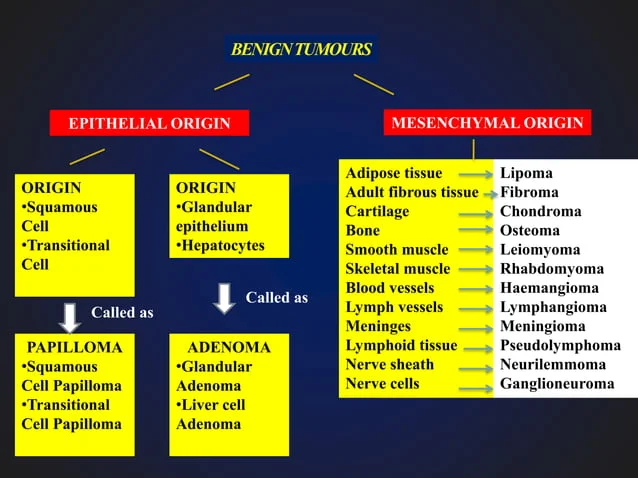 BENIGN TUMOURS
EPITHELIAL ORIGIN
MESENCHYMAL ORIGIN
ORIGIN
•Squamous
Cell
•Transitional
Cell
ORIGIN
•Glandular
epithelium
•Hepatocytes
Called as
Called as
PAPILLOMA
•Squamous
Cell Papilloma
•Transitional
Cell Papilloma
ADENOMA
•Glandular
Adenoma
•Liver cell
Adenoma
Adipose tissue Lipoma
Adult fibrous tissue Fibroma
Cartilage Chondroma
Bone Osteoma
Smooth muscle Leiomyoma
Skeletal muscle Rhabdomyoma
Blood vessels Haemangioma
Lymph vessels Lymphangioma
Meninges Meningioma
Lymphoid tissue Pseudolymphoma
Nerve sheath Neurilemmoma
Nerve cells Ganglioneuroma